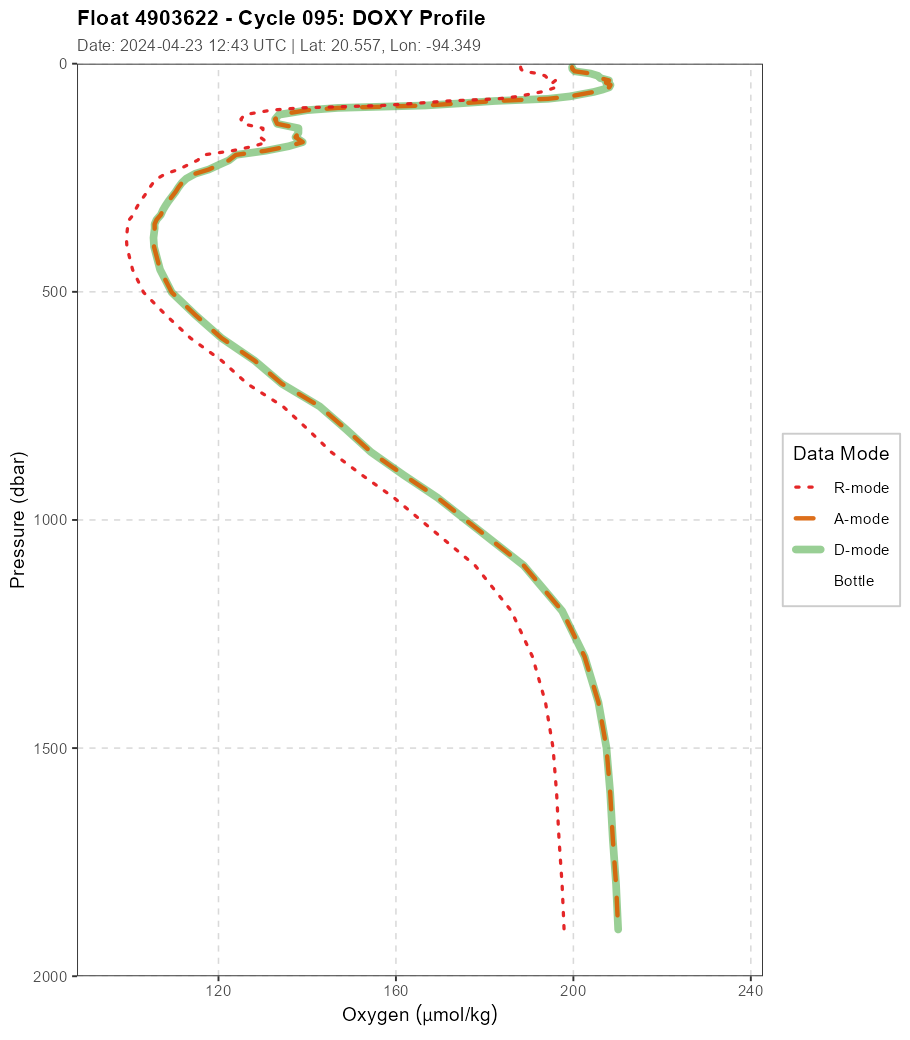 Float 4903622 - Cycle 095: DOXY Profile
Date: 2024-04-23 12:43 UTC | Lat: 20.557, Lon: -94.349
0
500
1000
1500
2000
Pressure (dbar)
120
160
200
240
Oxygen (μmol/kg)
Data Mode
R-mode
A-mode
D-mode
Bottle